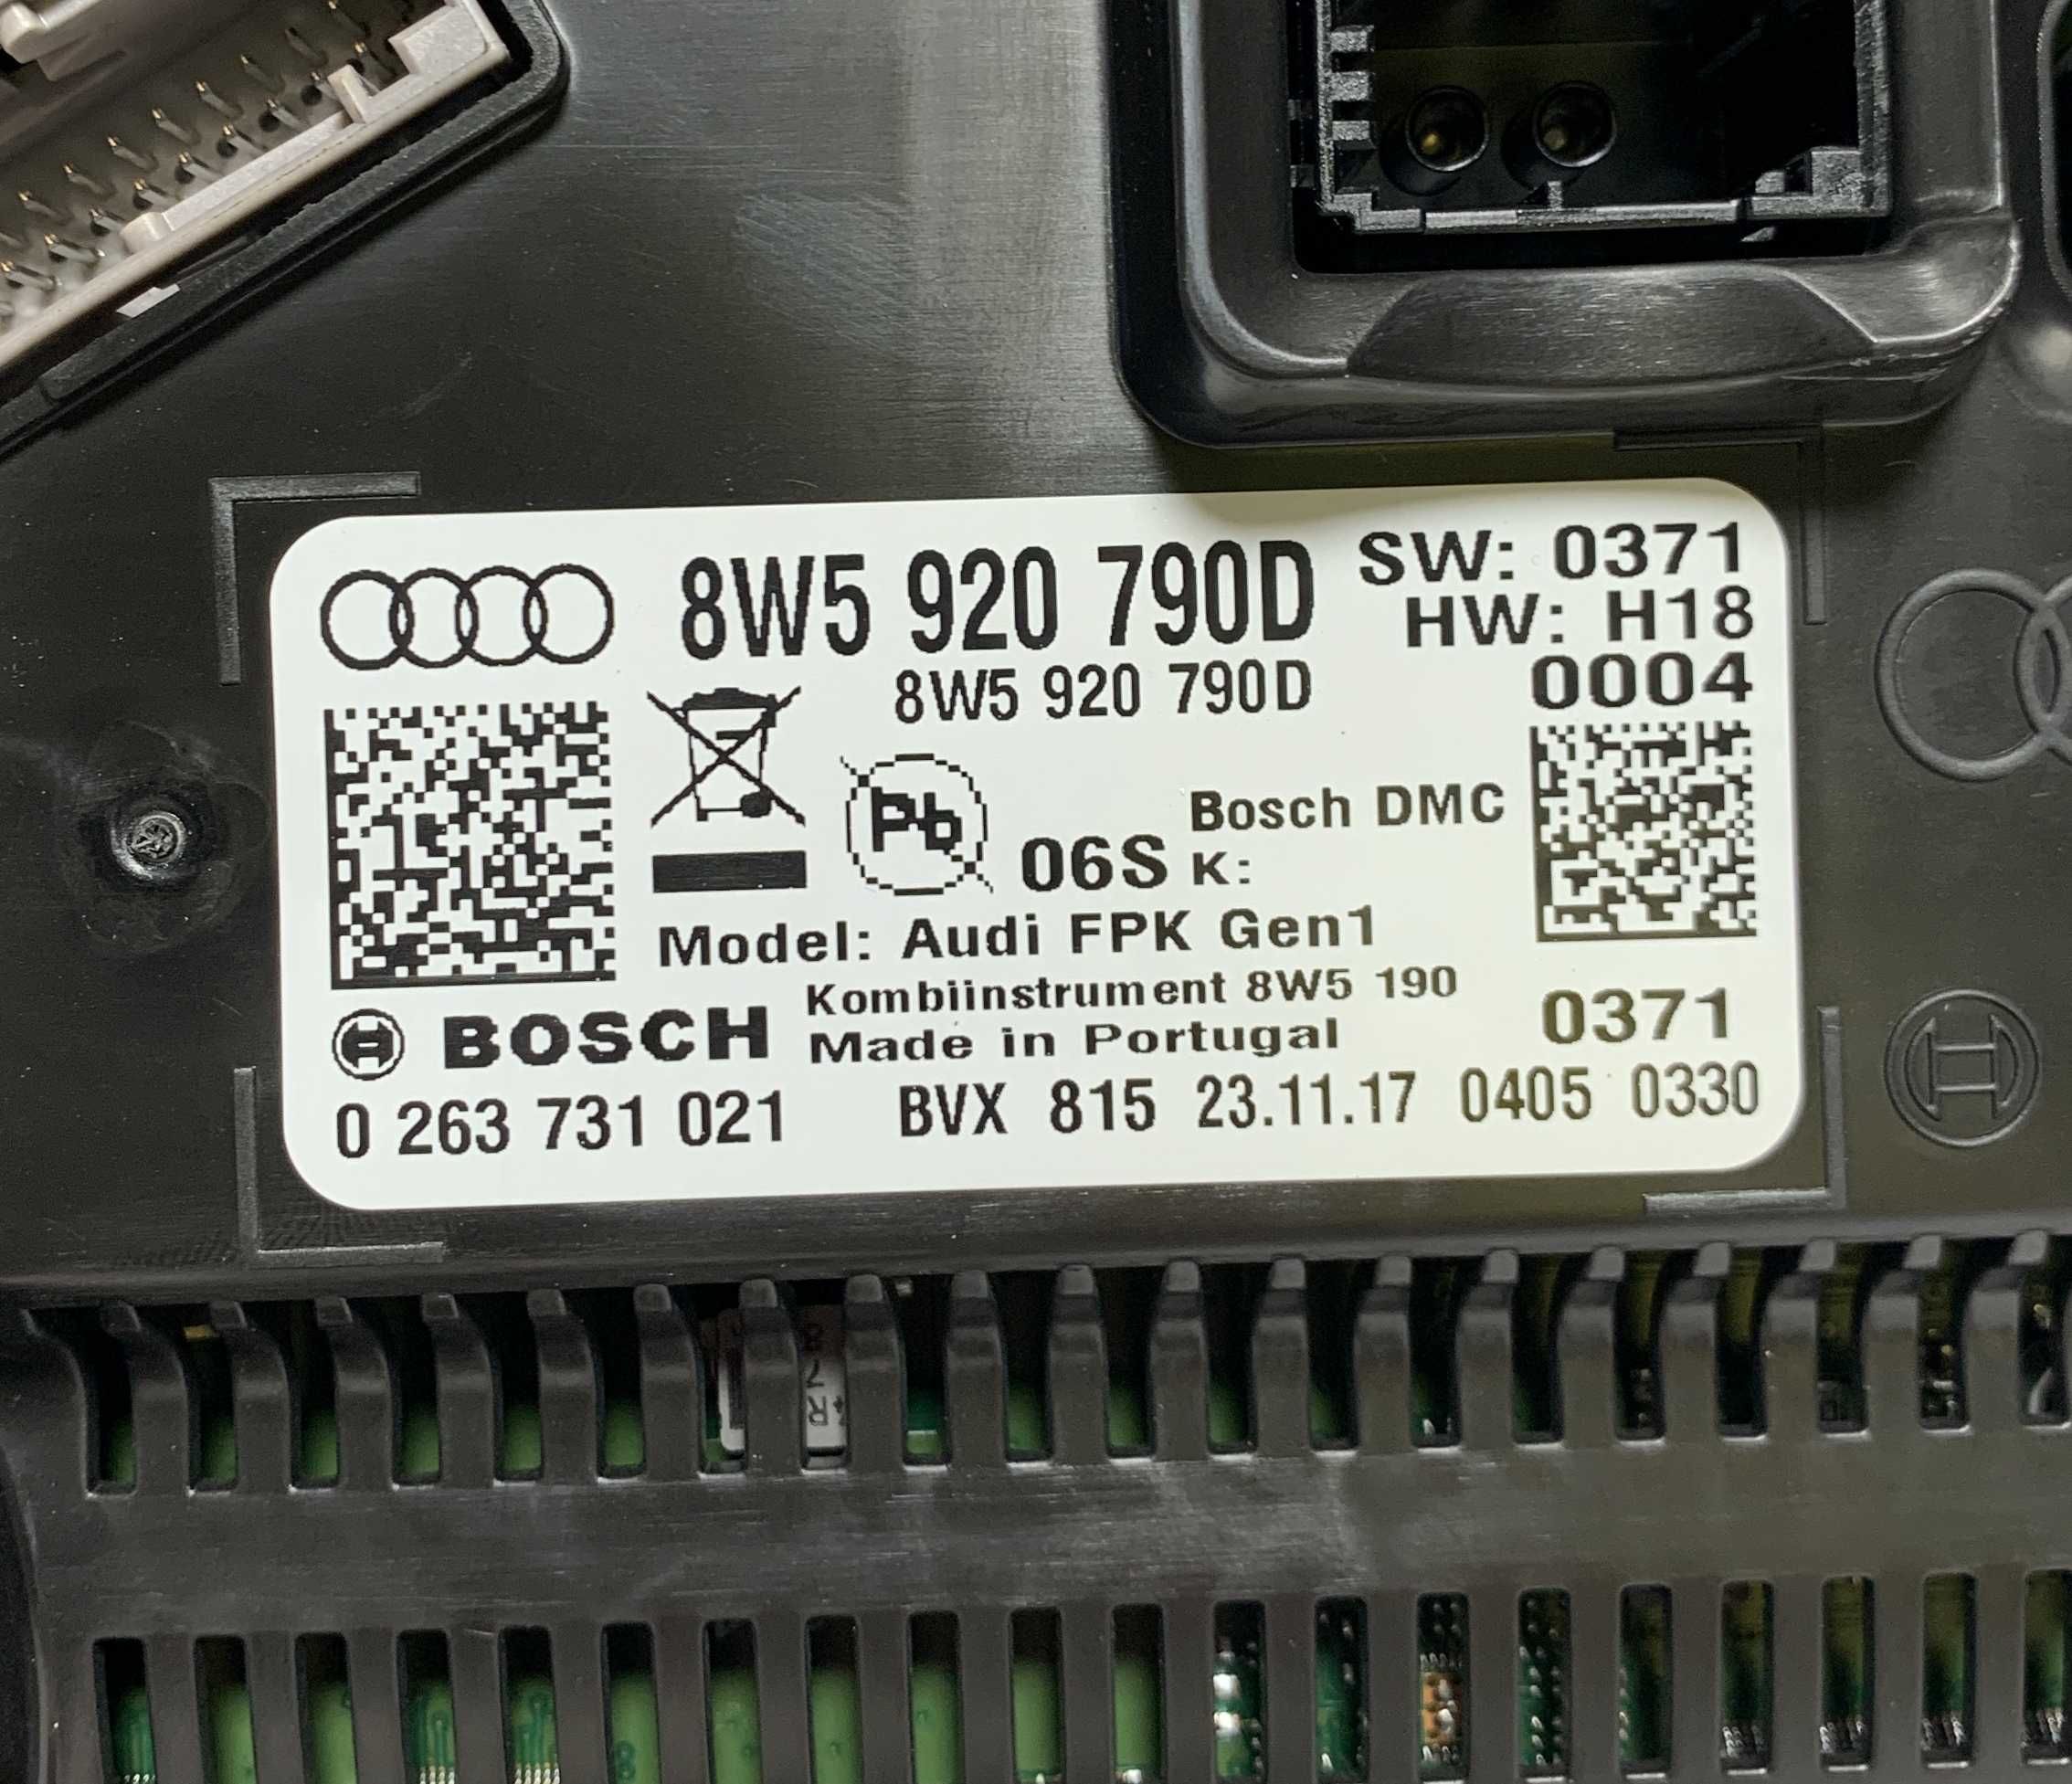 8W5 920 790D
SW: 0371
HW: H18
8W5 920 790D
0004
Pb
06S
Bosch DMC
K:
Model: Audi FPK Gen1
Kombiinstrument 8W5 190
BOSCH
Made in Portugal
0371
0 263 731 021
BVX 815 23.11.17 0405 0330